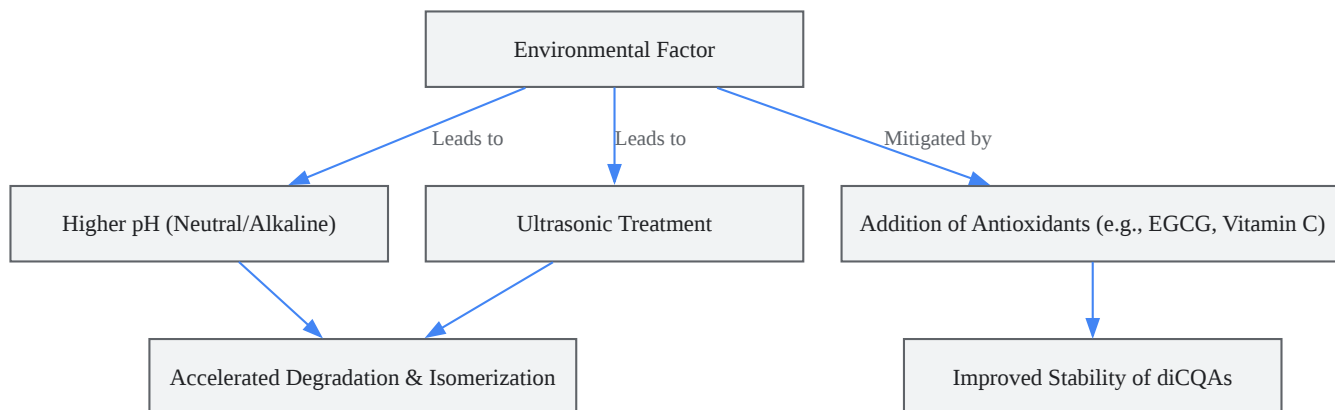 Environmental Factor
Leads to
Leads to
Mitigated by
Higher pH (Neutral/Alkaline)
Ultrasonic Treatment
Addition of Antioxidants (e.g., EGCG, Vitamin C)
Accelerated Degradation & Isomerization
Improved Stability of diCQAs